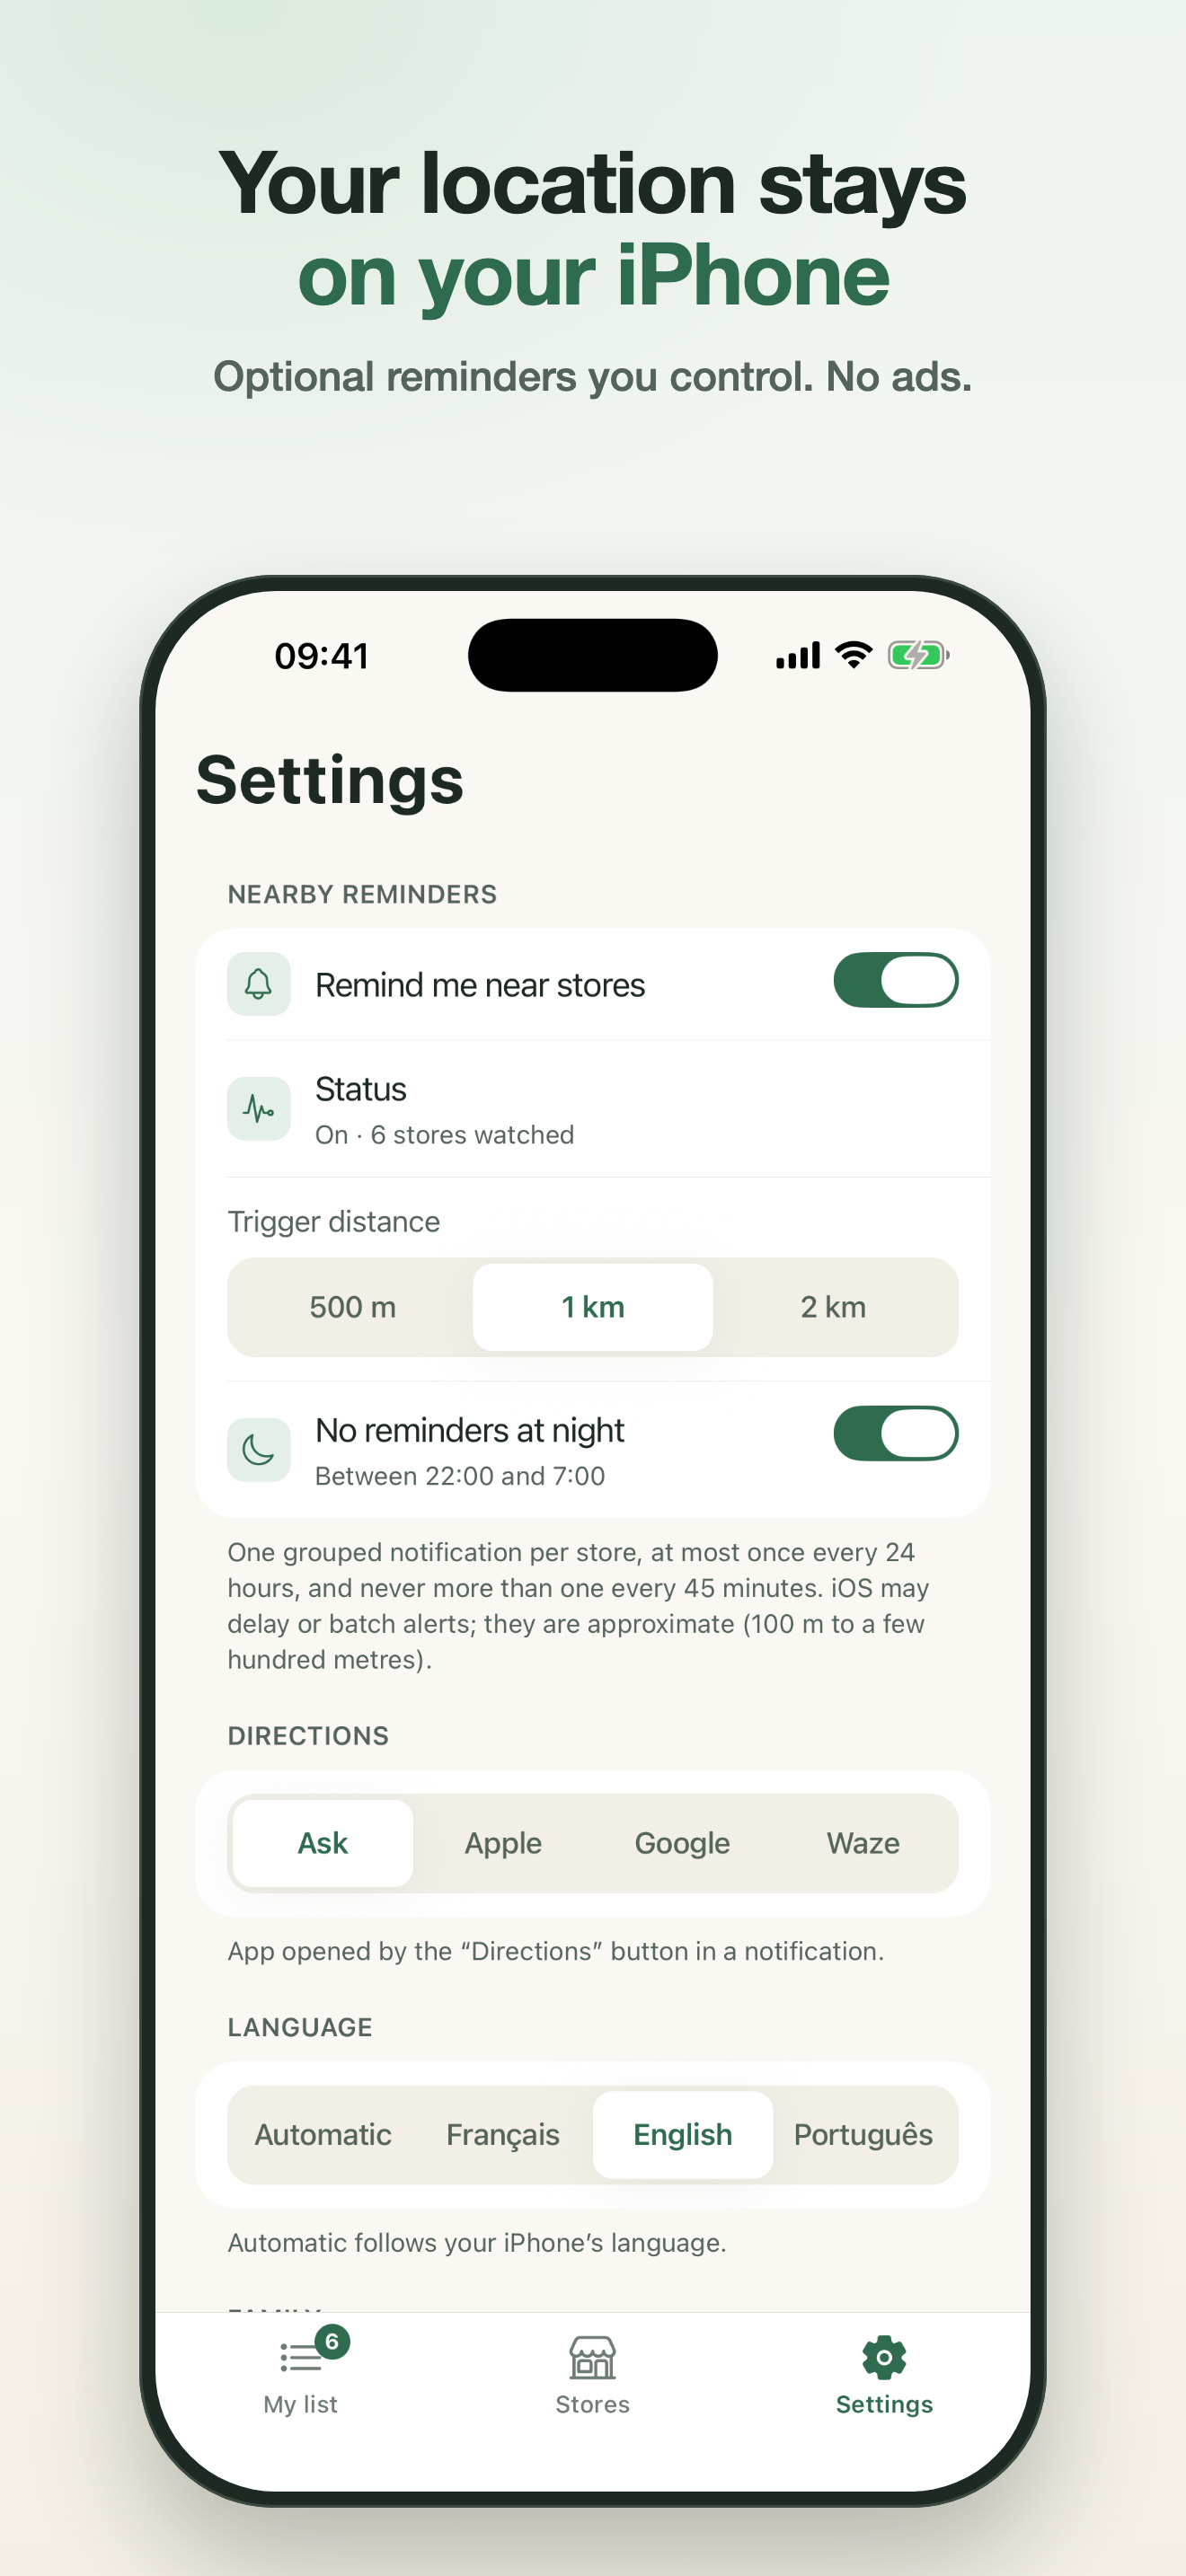 Your location stays
on your iPhone
Optional reminders you control. No ads.
09:41
Settings
NEARBY REMINDERS
Remind me near stores
Status
On · 6 stores watched
Trigger distance
500 m 1 km 2 km
No reminders at night
Between 22:00 and 7:00
One grouped notification per store, at most once every 24
hours, and never more than one every 45 minutes. iOS may
delay or batch alerts; they are approximate (100 m to a few
hundred metres).
DIRECTIONS
Ask Apple Google Waze
App opened by the “Directions” button in a notification.
LANGUAGE
Automatic Français English Português
Automatic follows your iPhone’s language.
6
My list Stores Settings